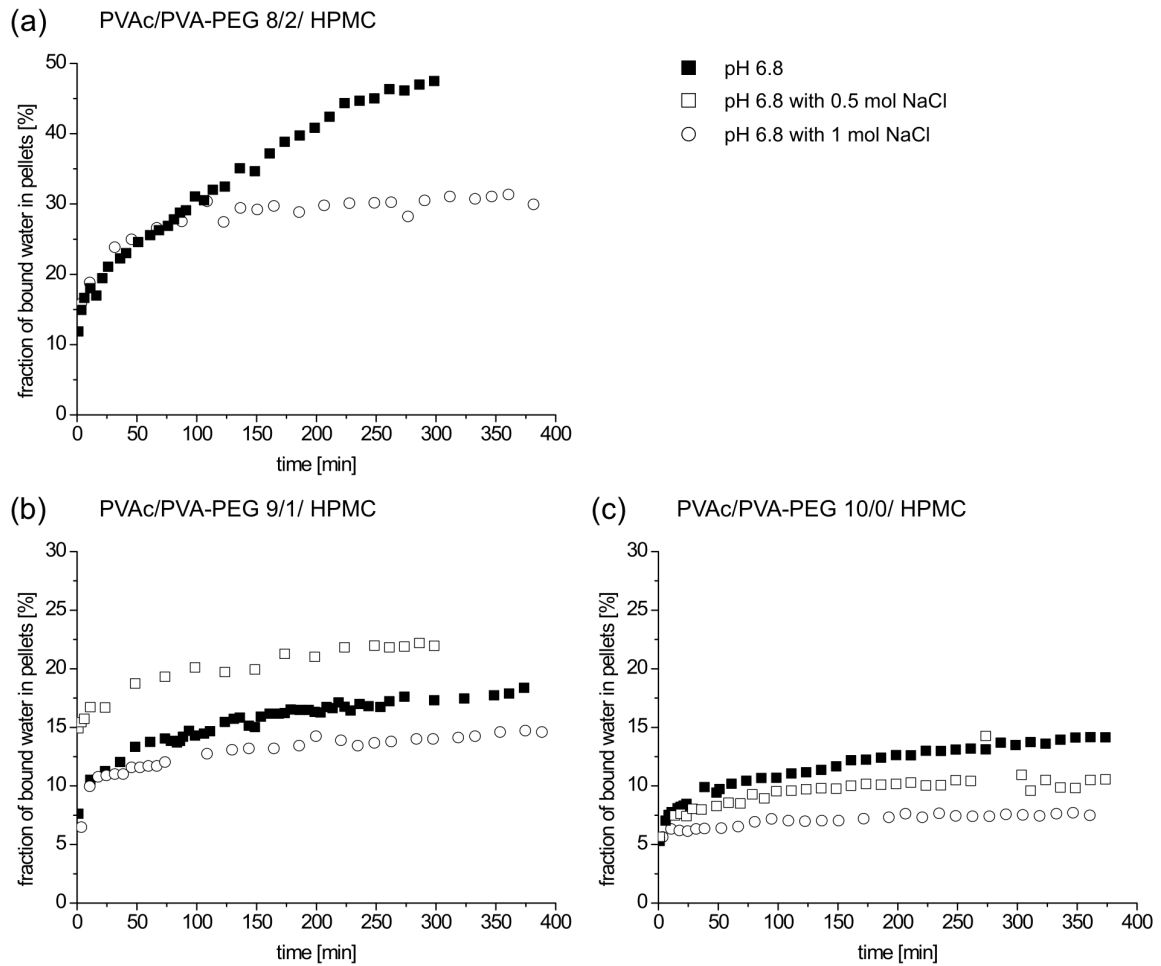 (a) PVAc/PVA-PEG 8/2/ HPMC
fraction of bound water in pellets [%]
50
40
30
20
10
0
0 50 100 150 200 250 300 350 400
time [min]
pH 6.8
pH 6.8 with 0.5 mol NaCl
pH 6.8 with 1 mol NaCl
(b) PVAc/PVA-PEG 9/1/ HPMC
fraction of bound water in pellets [%]
30
25
20
15
10
5
0
0 50 100 150 200 250 300 350 400
time [min]
(c) PVAc/PVA-PEG 10/0/ HPMC
fraction of bound water in pellets [%]
30
25
20
15
10
5
0
0 50 100 150 200 250 300 350 400
time [min]